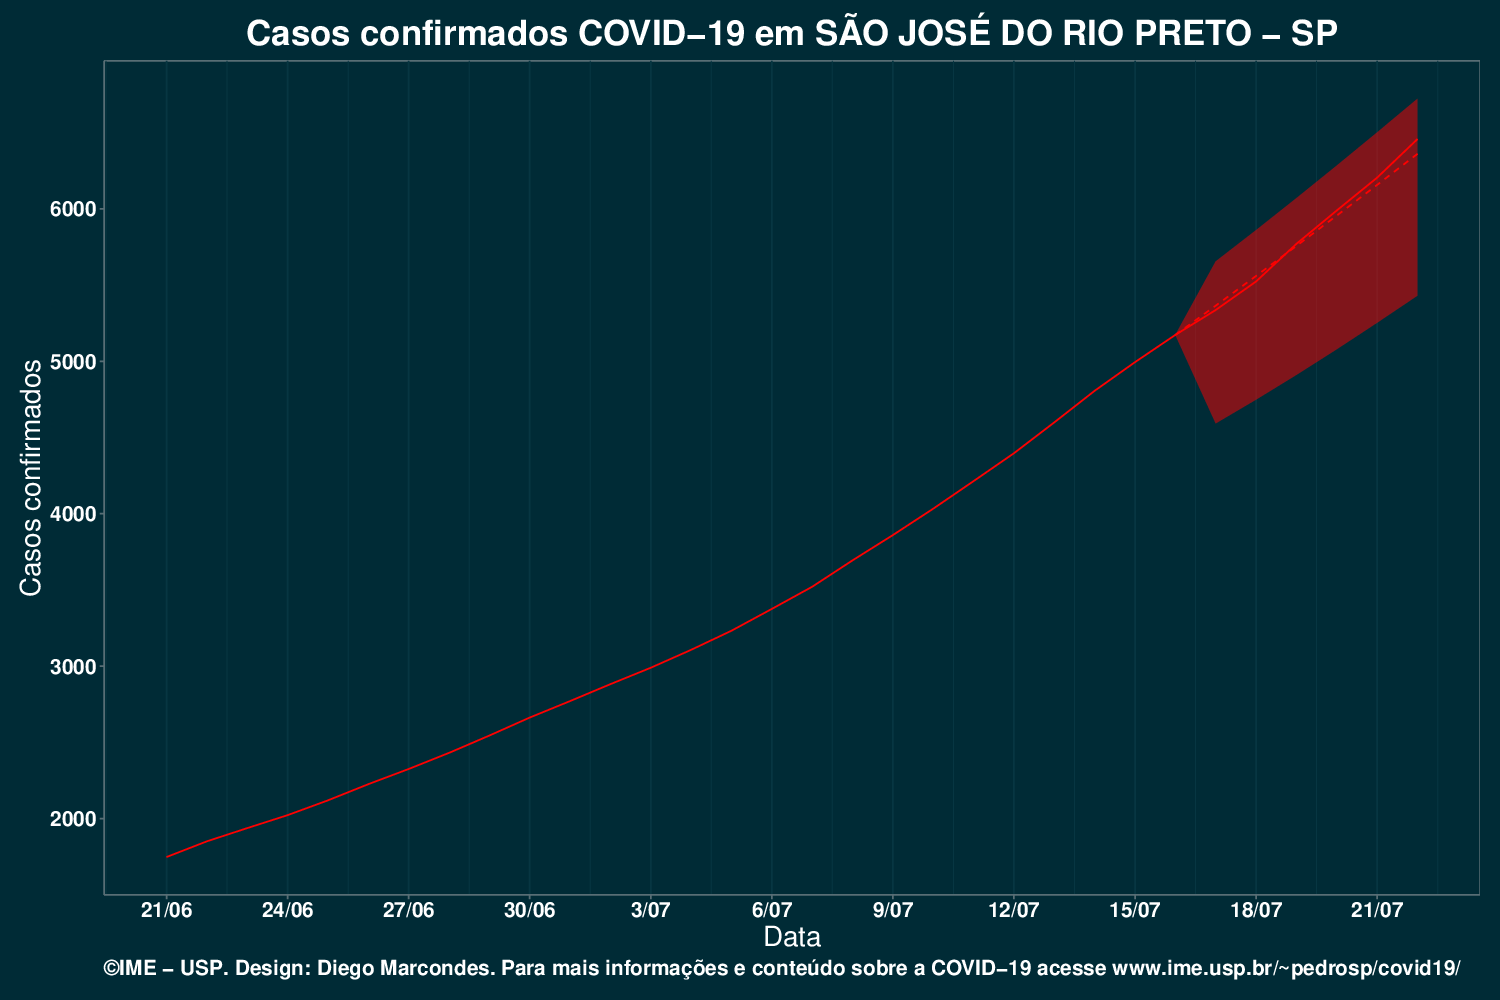 Casos confirmados COVID−19 em SÃO JOSÉ DO RIO PRETO − SP
Casos confirmados
6000
5000
4000
3000
2000
21/06 24/06 27/06 30/06 3/07 6/07 9/07 12/07 15/07 18/07 21/07
Data
©IME − USP. Design: Diego Marcondes. Para mais informações e conteúdo sobre a COVID−19 acesse www.ime.usp.br/~pedrosp/covid19/